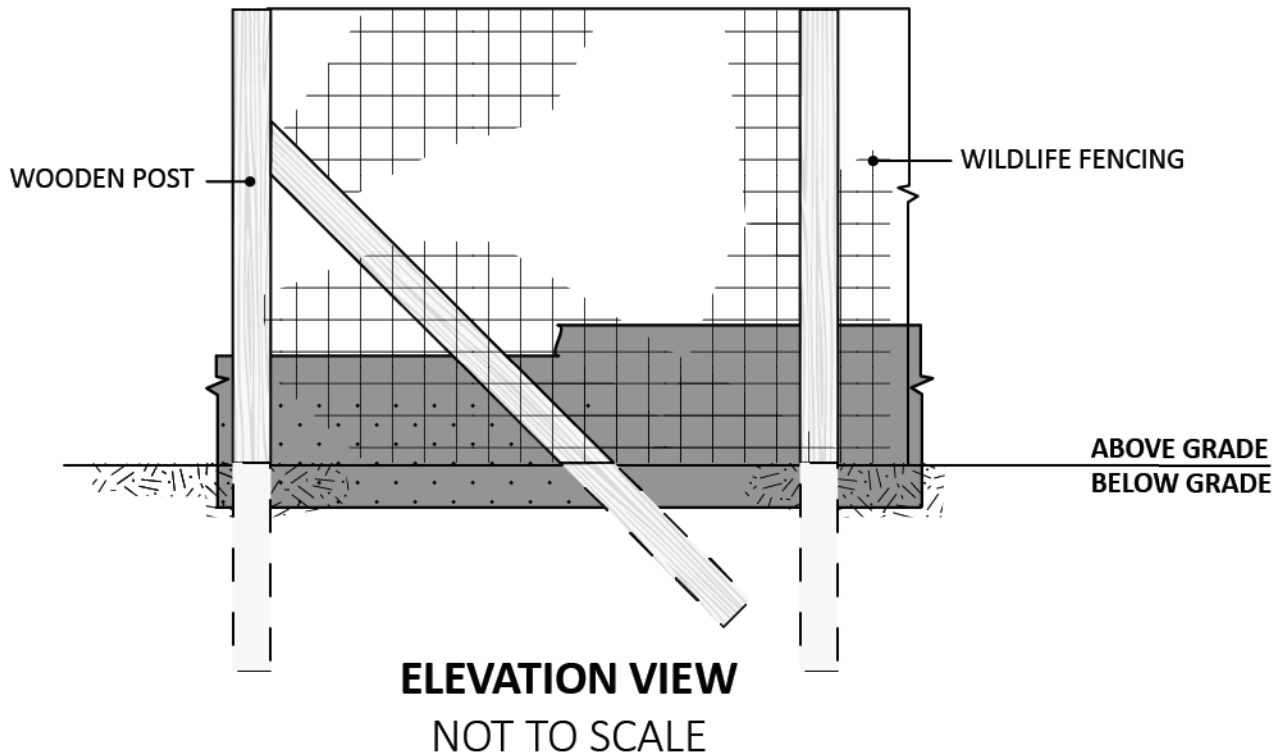 WOODEN POST
WILDLIFE FENCING
ABOVE GRADE
BELOW GRADE
ELEVATION VIEW
NOT TO SCALE